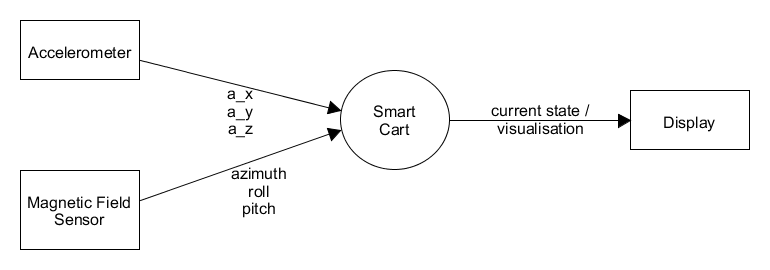 Accelerometer
a_x
a_y
a_z
Smart
Cart
current state /
visualisation
Display
Magnetic Field
Sensor
azimuth
roll
pitch